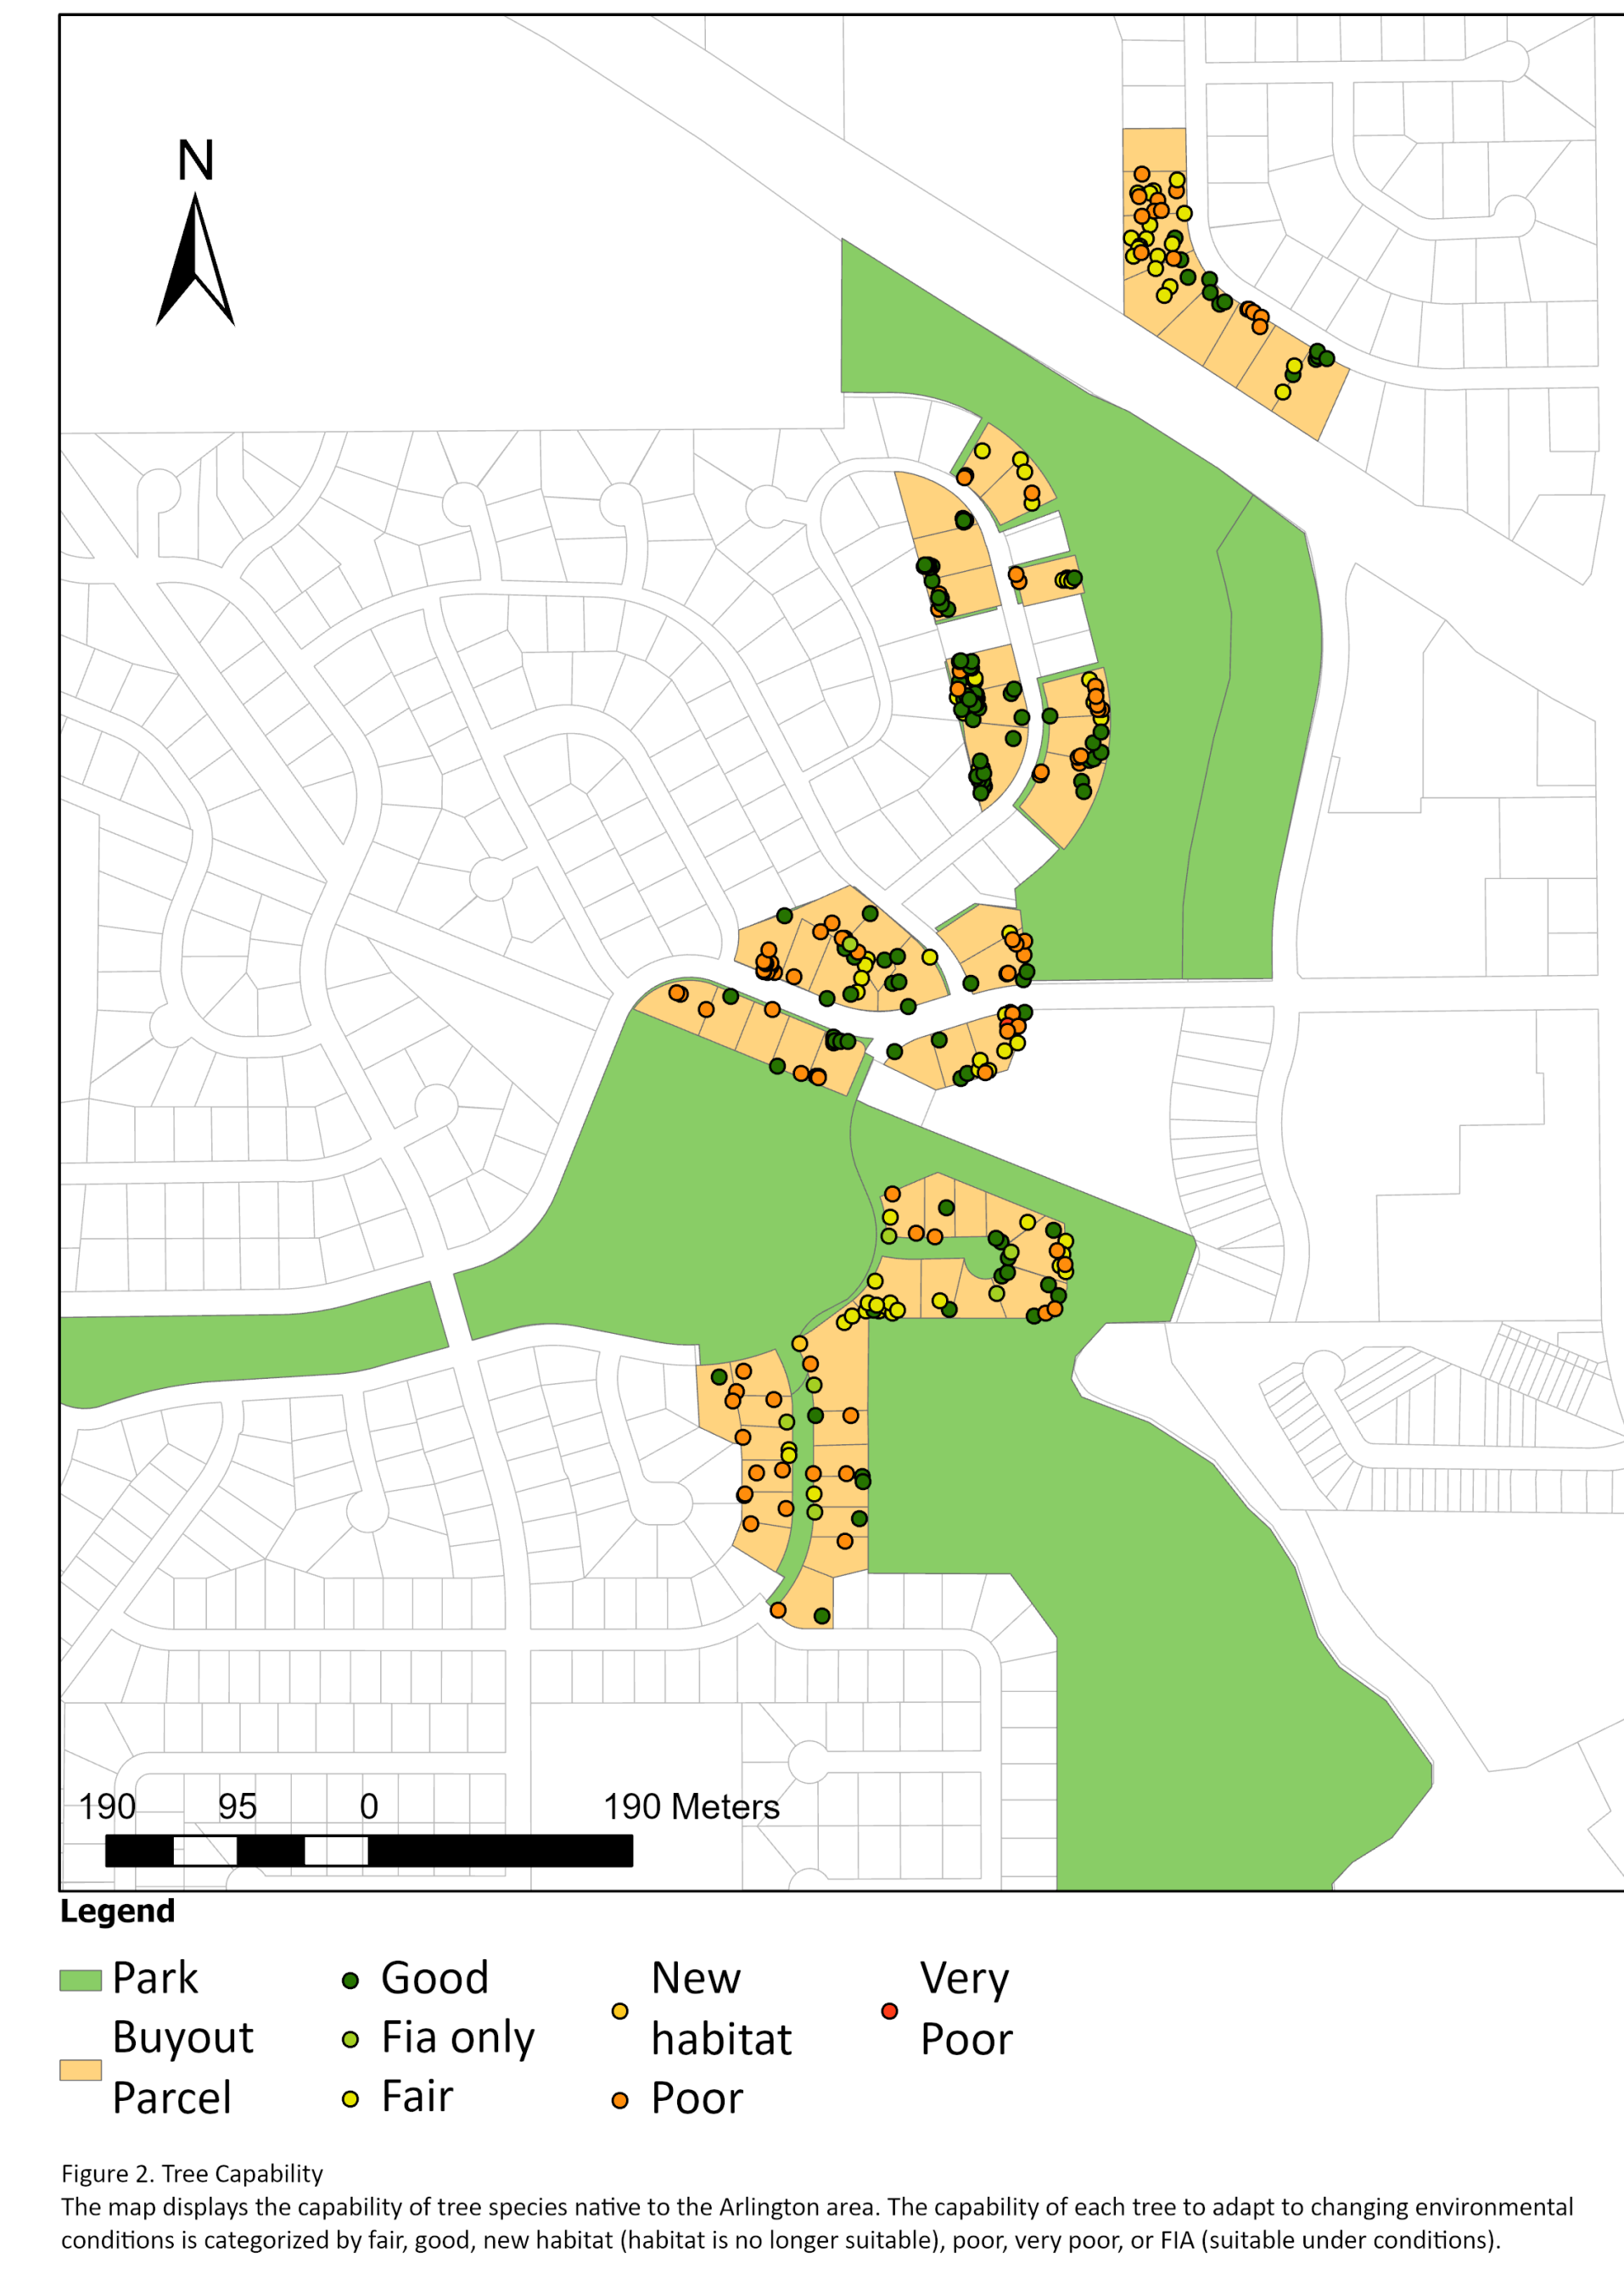 N
190 95 0 190 Meters
Legend
Park
Buyout
Parcel
Good
Fia only
Fair
New
habitat
Poor
Very
Poor
Figure 2. Tree Capability
The map displays the capability of tree species native to the Arlington area. The capability of each tree to adapt to changing environmental
conditions is categorized by fair, good, new habitat (habitat is no longer suitable), poor, very poor, or FIA (suitable under conditions).